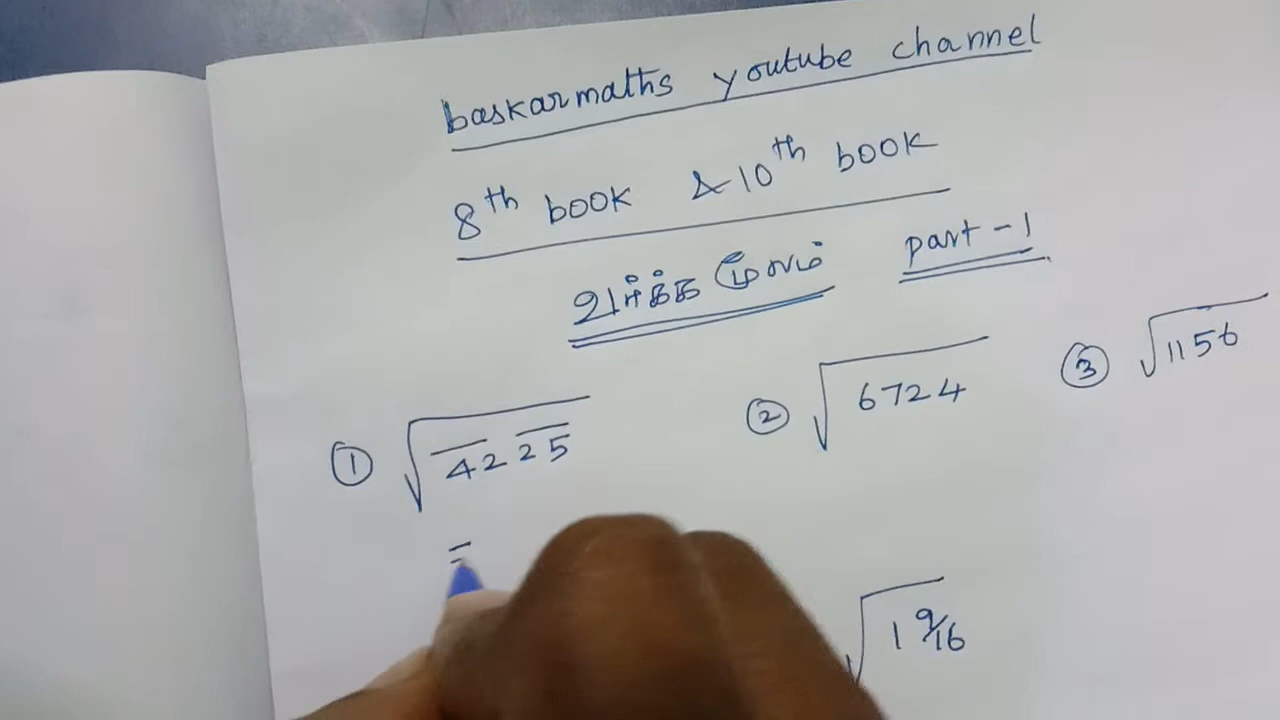 baskarmaths youtube channel
8th book & 10th book
வர்க்க மூலம் part - 1
① √4225 ② √6724 ③ √1156
=
√1 9/16